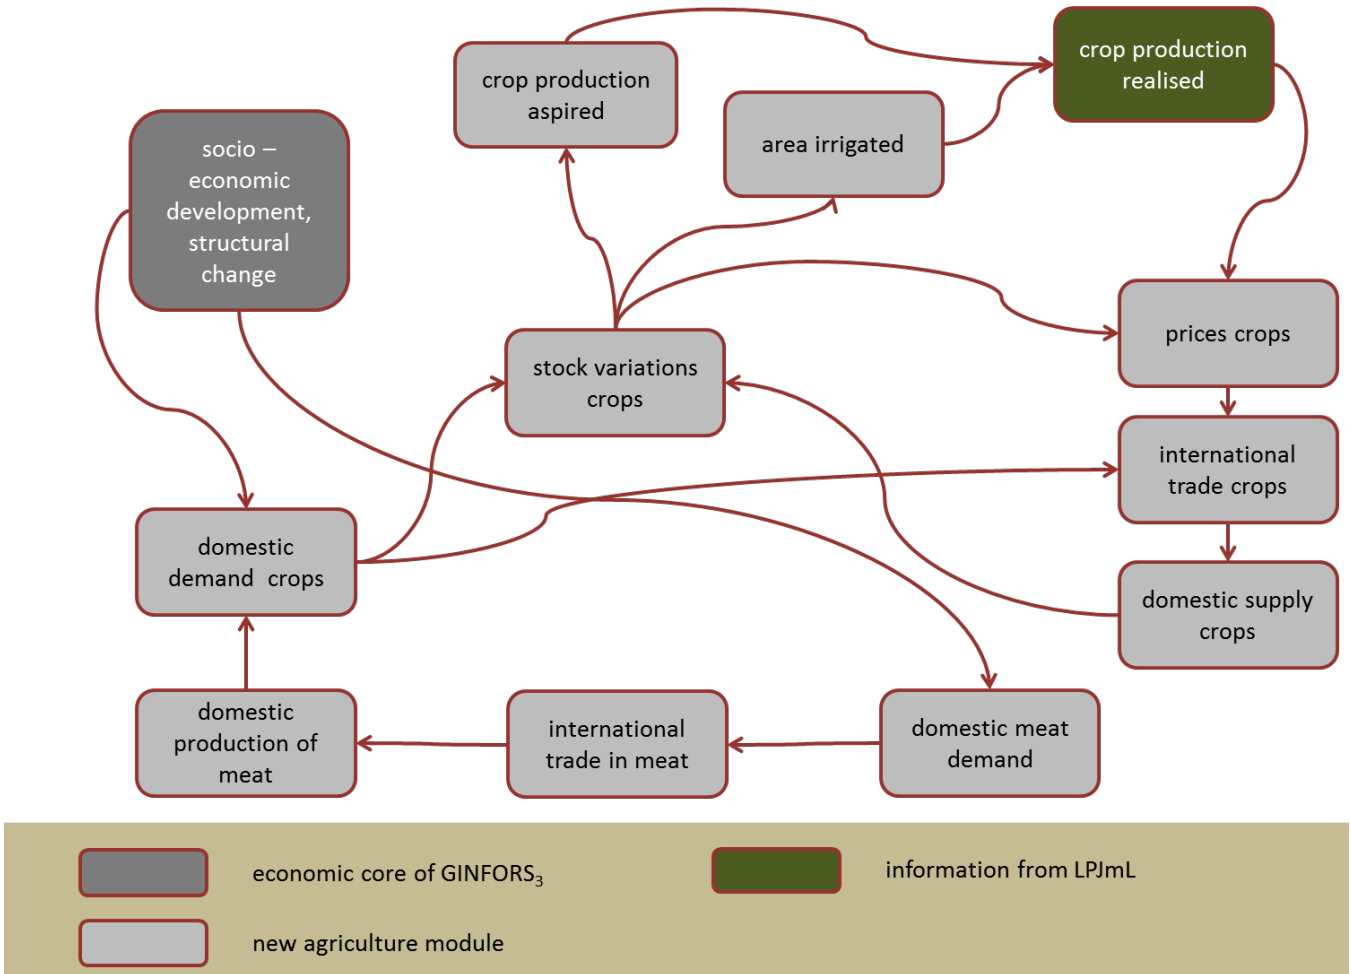 crop production
aspired
crop production
realised
area irrigated
socio –
economic
development,
structural
change
prices crops
stock variations
crops
international
trade crops
domestic
demand crops
domestic supply
crops
domestic
production of
meat
international
trade in meat
domestic meat
demand
economic core of GINFORS₃
information from LPJmL
new agriculture module